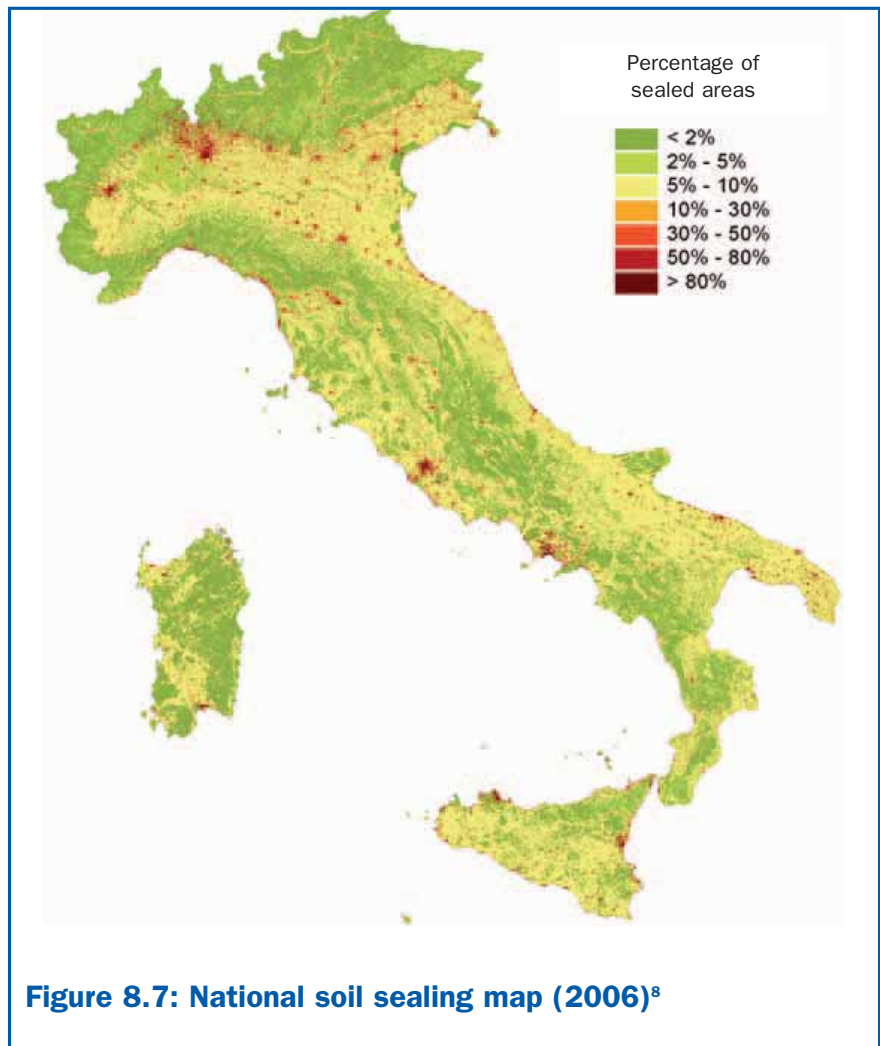 Percentage of
sealed areas
< 2%
2% - 5%
5% - 10%
10% - 30%
30% - 50%
50% - 80%
> 80%
Figure 8.7: National soil sealing map (2006)⁸